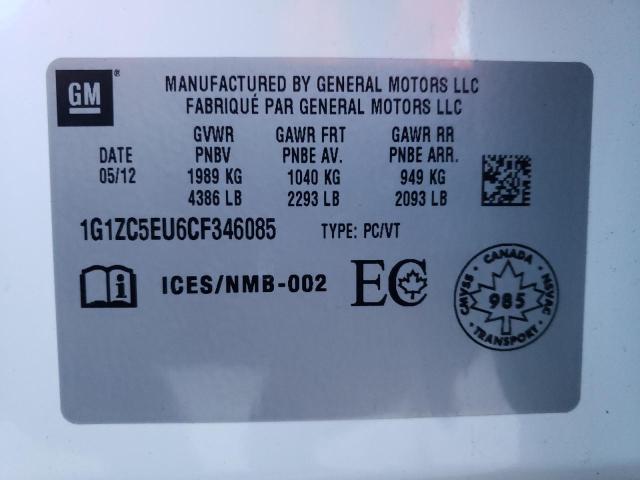 GM®
MANUFACTURED BY GENERAL MOTORS LLC
FABRIQUÉ PAR GENERAL MOTORS LLC
GVWR GAWR FRT GAWR RR
DATE PNBV PNBE AV. PNBE ARR.
05/12 1989 KG 1040 KG 949 KG
4386 LB 2293 LB 2093 LB
1G1ZC5EU6CF346085 TYPE: PC/VT
i ICES/NMB-002 EC
CANADA
CMVSS 985 NSVAC
TRANSPORT